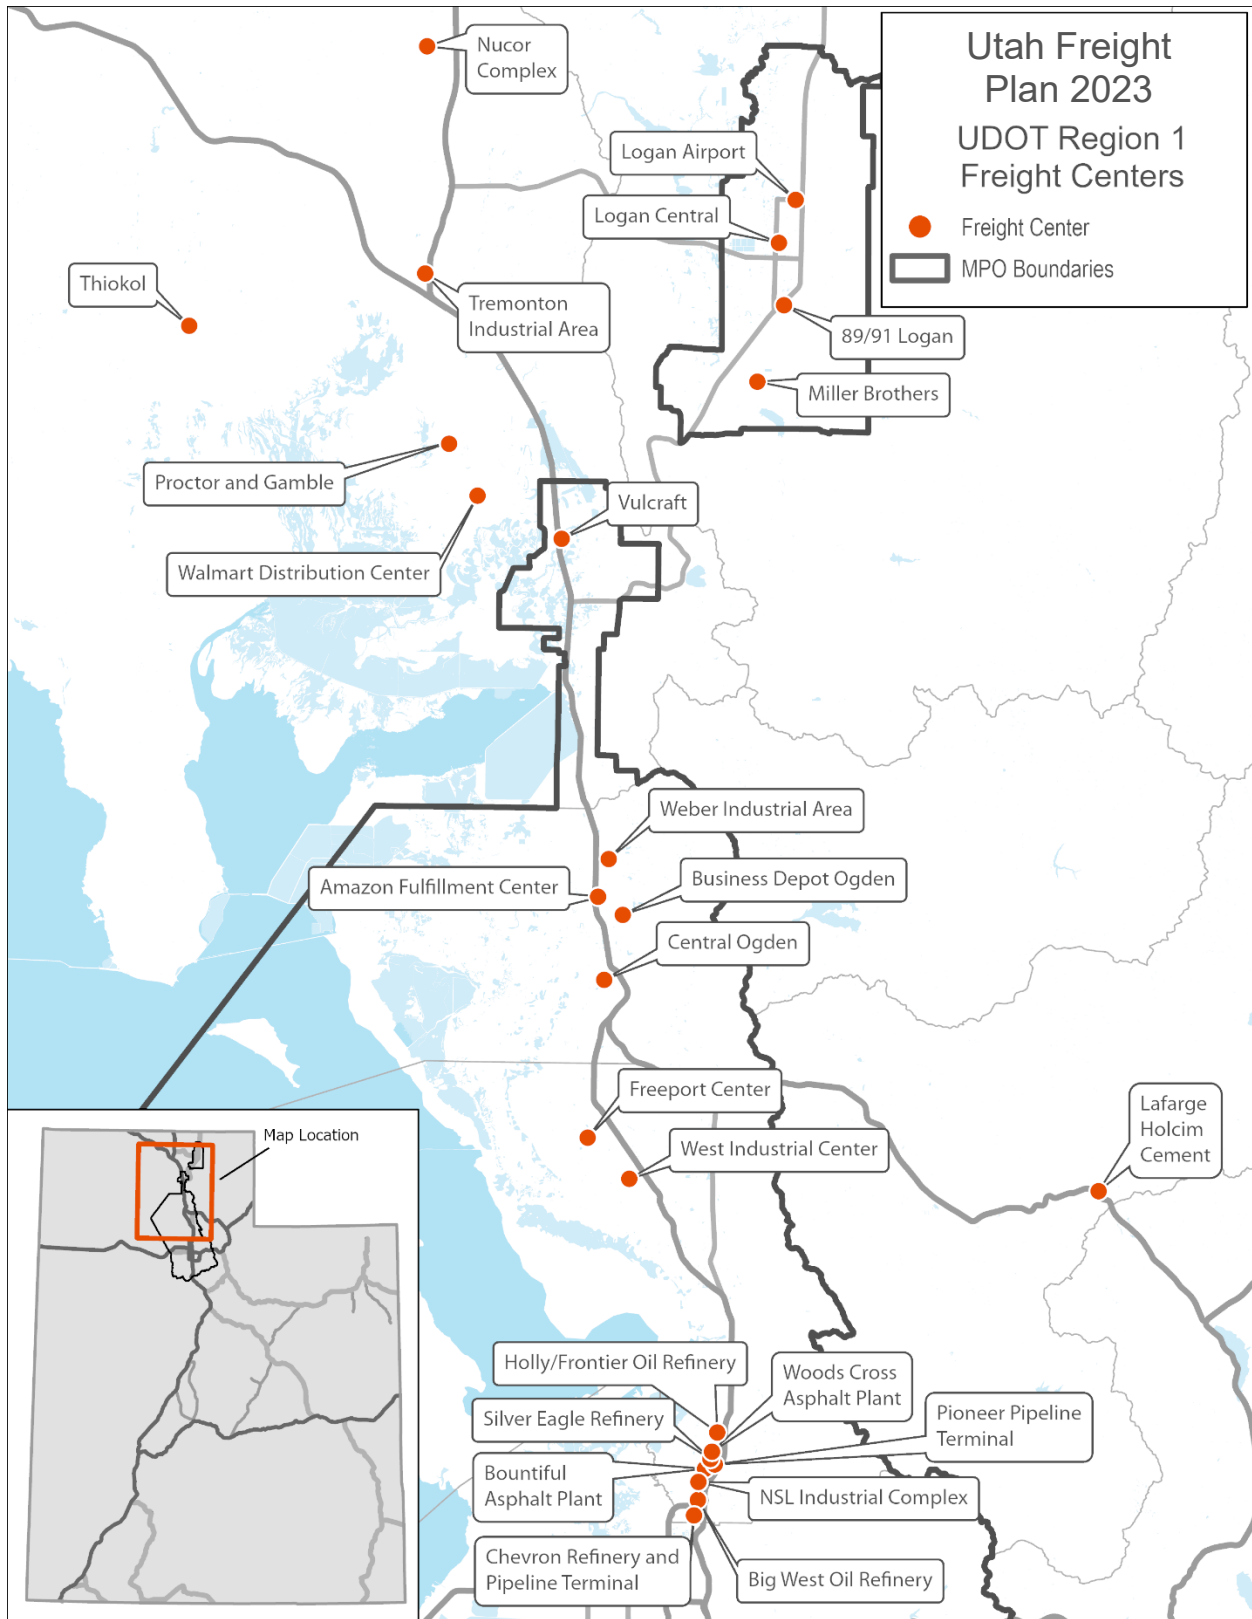 Utah Freight
Plan 2023
UDOT Region 1
Freight Centers
Freight Center
MPO Boundaries
Nucor
Complex
Logan Airport
Logan Central
Thiokol
Tremonton
Industrial Area
89/91 Logan
Miller Brothers
Proctor and Gamble
Vulcraft
Walmart Distribution Center
Weber Industrial Area
Amazon Fulfillment Center
Business Depot Ogden
Central Ogden
Freeport Center
West Industrial Center
Lafarge
Holcim
Cement
Map Location
Holly/Frontier Oil Refinery
Woods Cross
Asphalt Plant
Silver Eagle Refinery
Pioneer Pipeline
Terminal
Bountiful
Asphalt Plant
NSL Industrial Complex
Chevron Refinery and
Pipeline Terminal
Big West Oil Refinery